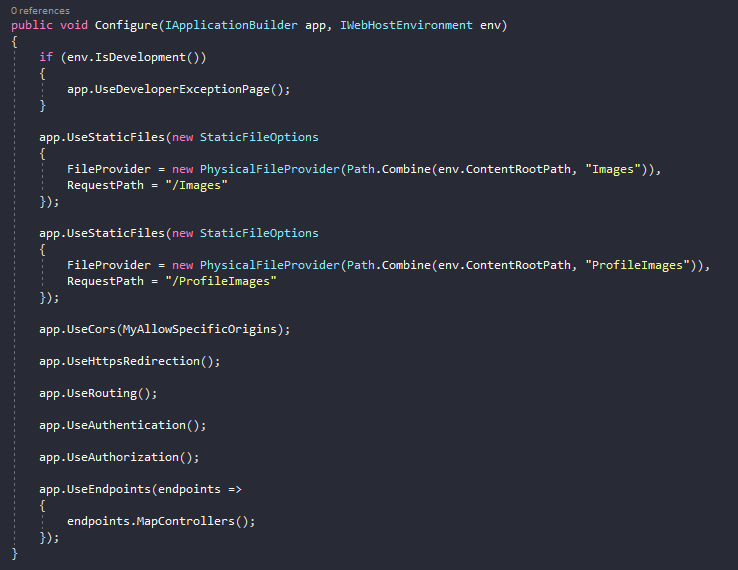 0 references
public void Configure(IApplicationBuilder app, IWebHostEnvironment env)
{
    if (env.IsDevelopment())
    {
        app.UseDeveloperExceptionPage();
    }

    app.UseStaticFiles(new StaticFileOptions
    {
        FileProvider = new PhysicalFileProvider(Path.Combine(env.ContentRootPath, "Images")),
        RequestPath = "/Images"
    });

    app.UseStaticFiles(new StaticFileOptions
    {
        FileProvider = new PhysicalFileProvider(Path.Combine(env.ContentRootPath, "ProfileImages")),
        RequestPath = "/ProfileImages"
    });

    app.UseCors(MyAllowSpecificOrigins);

    app.UseHttpsRedirection();

    app.UseRouting();

    app.UseAuthentication();

    app.UseAuthorization();

    app.UseEndpoints(endpoints =>
    {
        endpoints.MapControllers();
    });
}